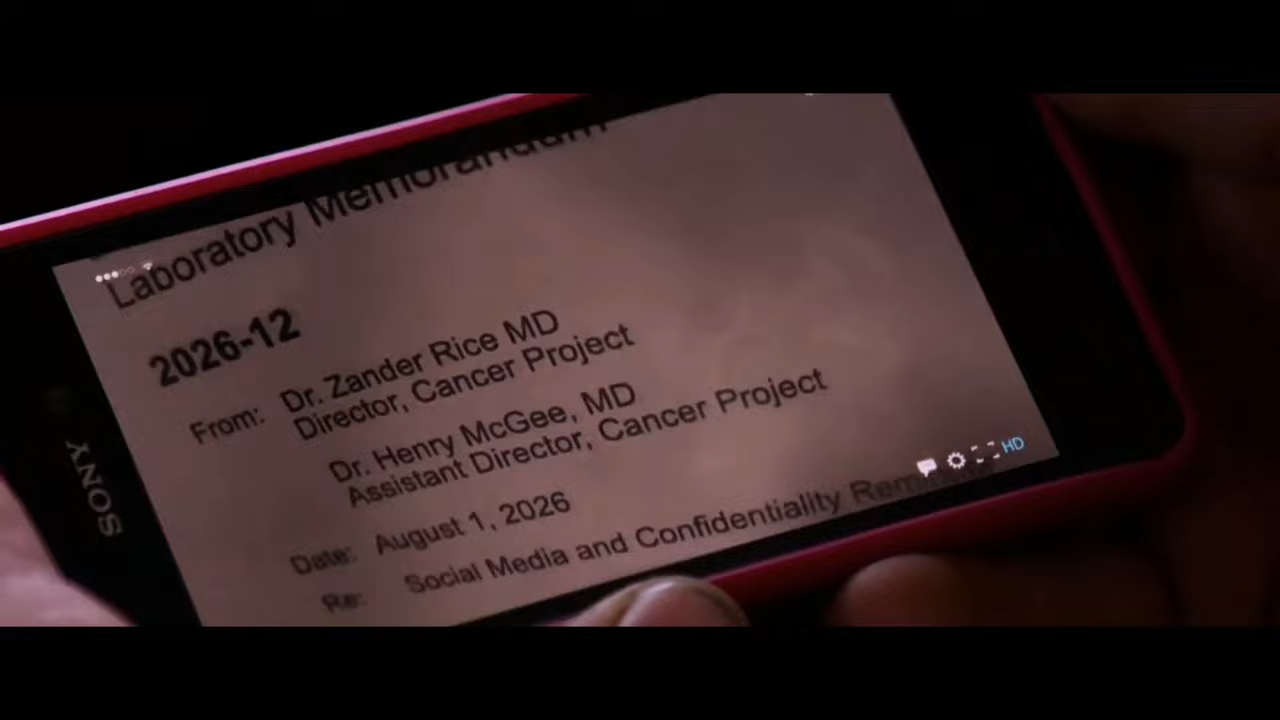 Laboratory Memorandum
2026-12
From: Dr. Zander Rice MD
Director, Cancer Project
Dr. Henry McGee, MD
Assistant Director, Cancer Project
Date: August 1, 2026
Re: Social Media and Confidentiality
HD
SONY